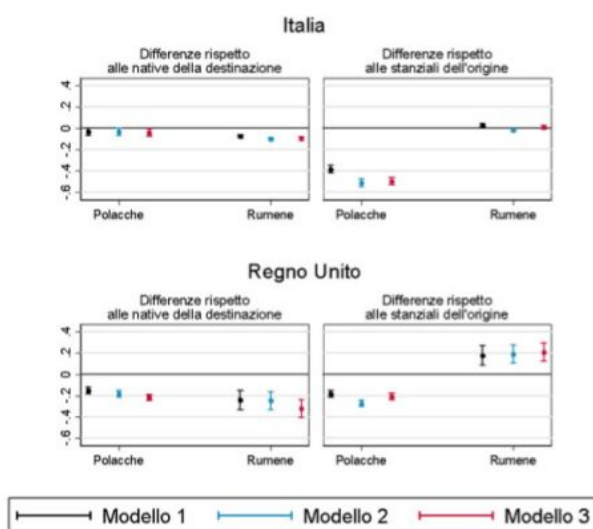 Italia
Differenze rispetto
alle native della destinazione
Differenze rispetto
alle stanziali dell'origine
.4
.2
0
-.2
-.4
-.6
Polacche
Rumene
Polacche
Rumene
Regno Unito
Differenze rispetto
alle native della destinazione
Differenze rispetto
alle stanziali dell'origine
.4
.2
0
-.2
-.4
-.6
Polacche
Rumene
Polacche
Rumene
Modello 1
Modello 2
Modello 3